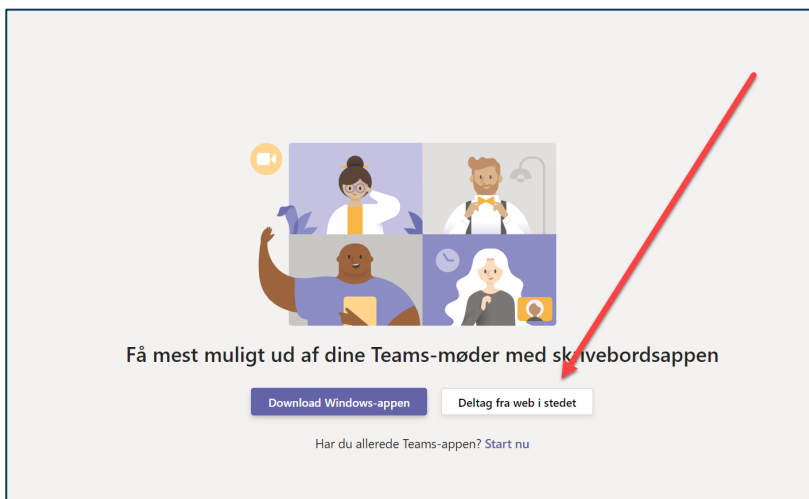 Få mest muligt ud af dine Teams-møder med skrivebordsappen
Download Windows-appen
Deltag fra web i stedet
Har du allerede Teams-appen? Start nu